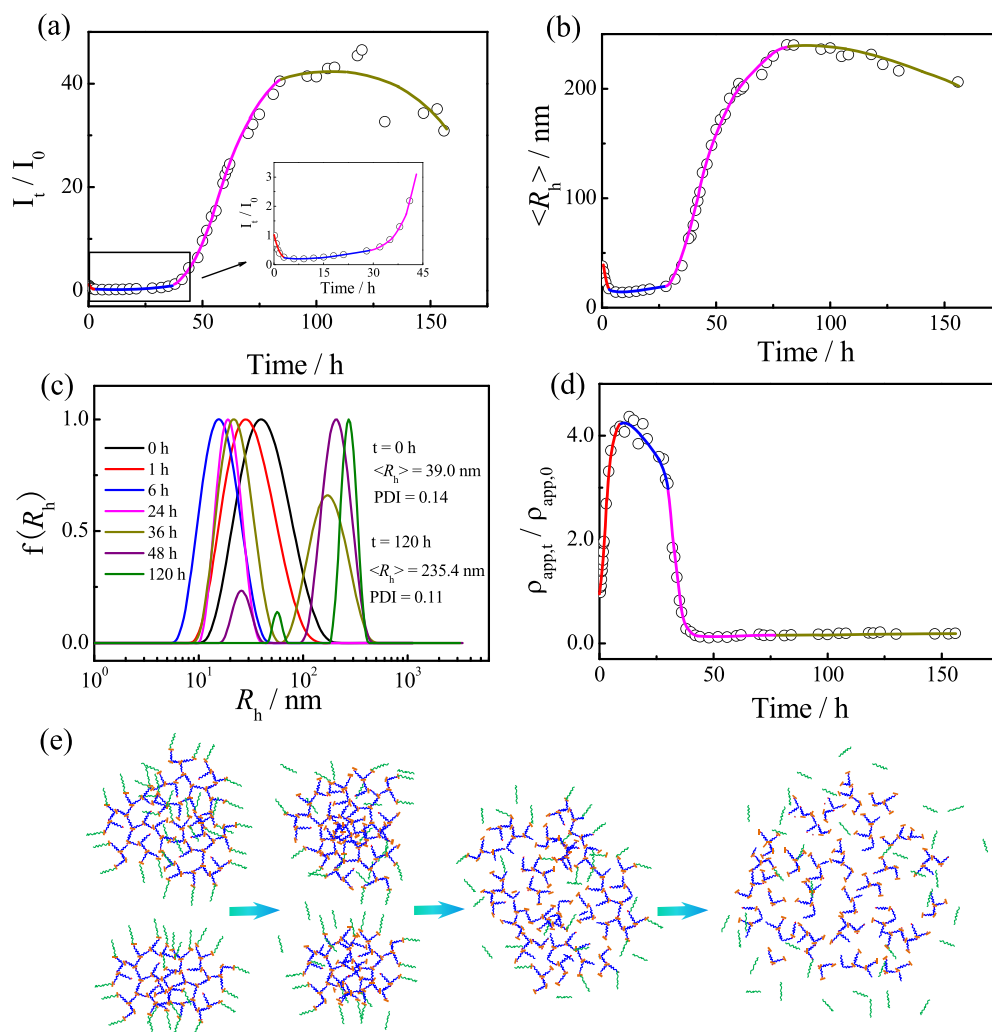 (a)
I_t / I_0
40
20
0
0
50
100
150
Time / h
I_t / I_0
3
2
1
0
0
15
30
45
Time / h
(b)
<R_h> / nm
200
100
0
0
50
100
150
Time / h
(c)
f(R_h)
1.0
0.5
0.0
0 h
1 h
6 h
24 h
36 h
48 h
120 h
t = 0 h
<R_h> = 39.0 nm
PDI = 0.14
t = 120 h
<R_h> = 235.4 nm
PDI = 0.11
10^0
10^1
10^2
10^3
R_h / nm
(d)
ρ_app,t / ρ_app,0
4.0
2.0
0.0
0
50
100
150
Time / h
(e)